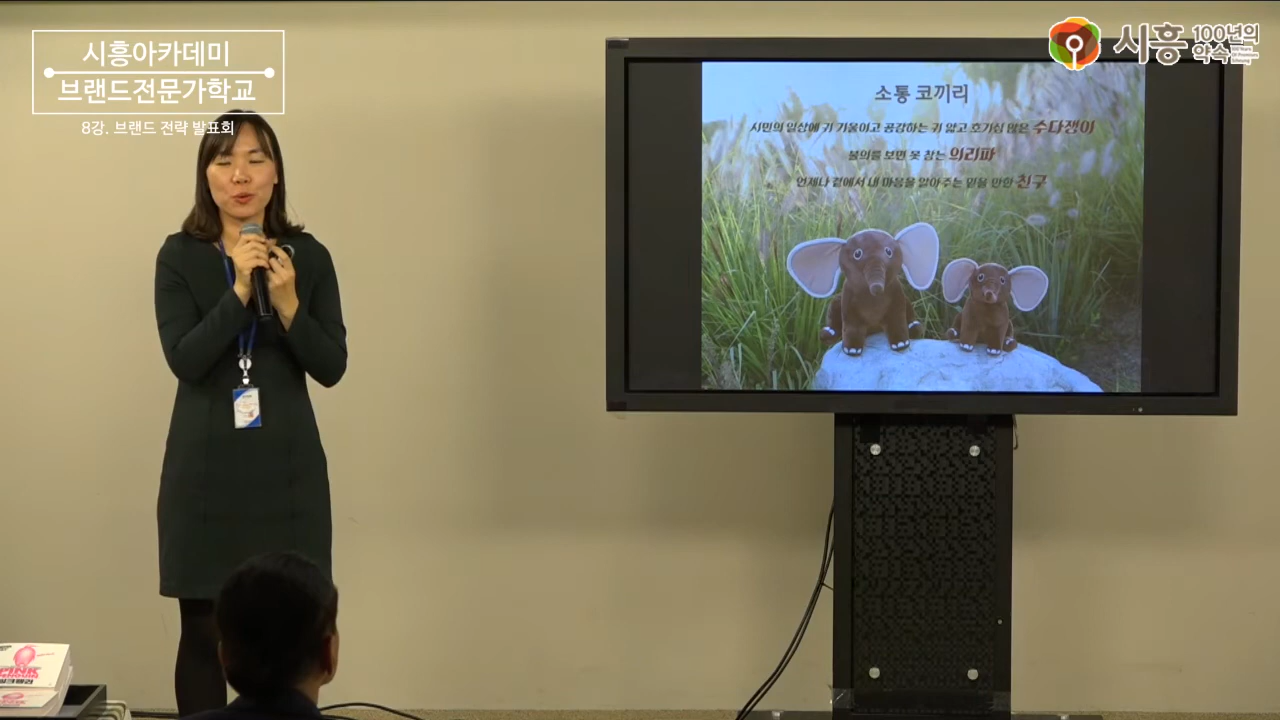 시흥아카데미
브랜드전문가학교
8강. 브랜드 전략 발표회
시흥 100년의 약속
소통 코끼리
시민의 일상에 귀 기울이고 공감하는 귀 얇고 호기심 많은 수다쟁이
불의를 보면 못 참는 의리파
언제나 곁에서 내 마음을 알아주는 믿을 만한 친구
PINK